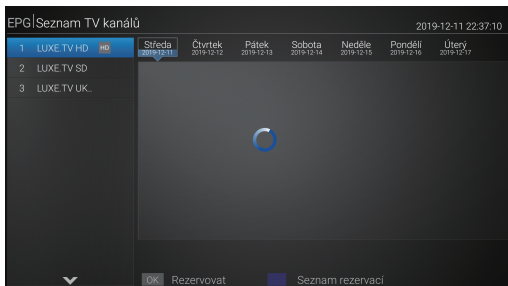 EPG Seznam TV kanálů
2019-12-11 22:37:10
1 LUXE.TV HD HD
2 LUXE.TV SD
3 LUXE.TV UK..
Středa Čtvrtek Pátek Sobota Neděle Pondělí Úterý
2019-12-11 2019-12-12 2019-12-13 2019-12-14 2019-12-15 2019-12-16 2019-12-17
OK Rezervovat Seznam rezervací